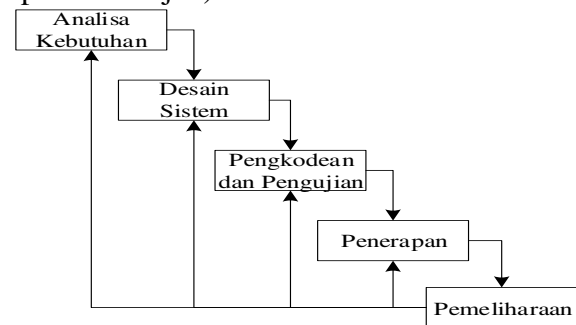 Analisa
Kebutuhan
Desain
Sistem
Pengkodean
dan Pengujian
Penerapan
Pemeliharaan